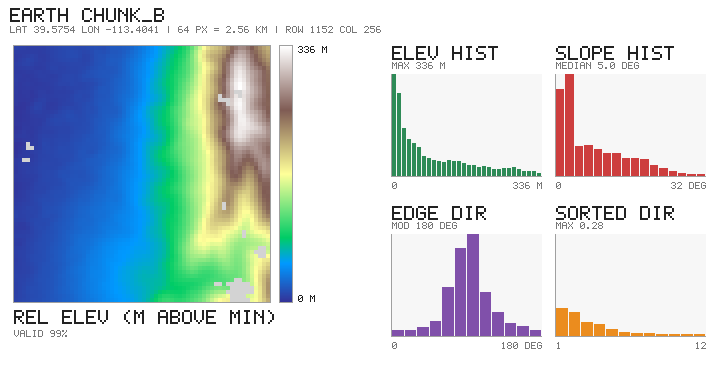 EARTH CHUNK_B
LAT 39.5754 LON -113.4041 | 64 PX = 2.56 KM | ROW 1152 COL 256
336 M
0 M
REL ELEV (M ABOVE MIN)
VALID 99%
ELEV HIST
MAX 336 M
0 336 M
SLOPE HIST
MEDIAN 5.0 DEG
0 32 DEG
EDGE DIR
MOD 180 DEG
0 180 DEG
SORTED DIR
MAX 0.28
1 12